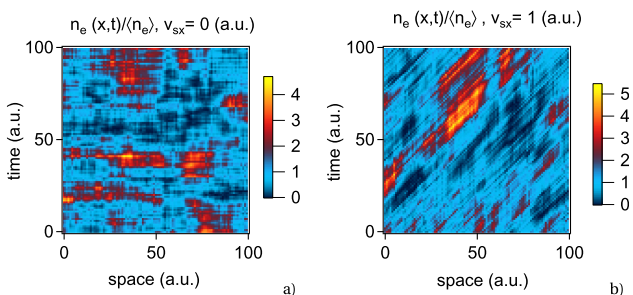 n_e (x,t)/⟨n_e⟩, v_sx= 0 (a.u.)
100
50
0
time (a.u.)
0 50 100
space (a.u.)
4
3
2
1
0
a)
n_e (x,t)/⟨n_e⟩ , v_sx= 1 (a.u.)
100
50
0
time (a.u.)
0 50 100
space (a.u.)
5
4
3
2
1
0
b)